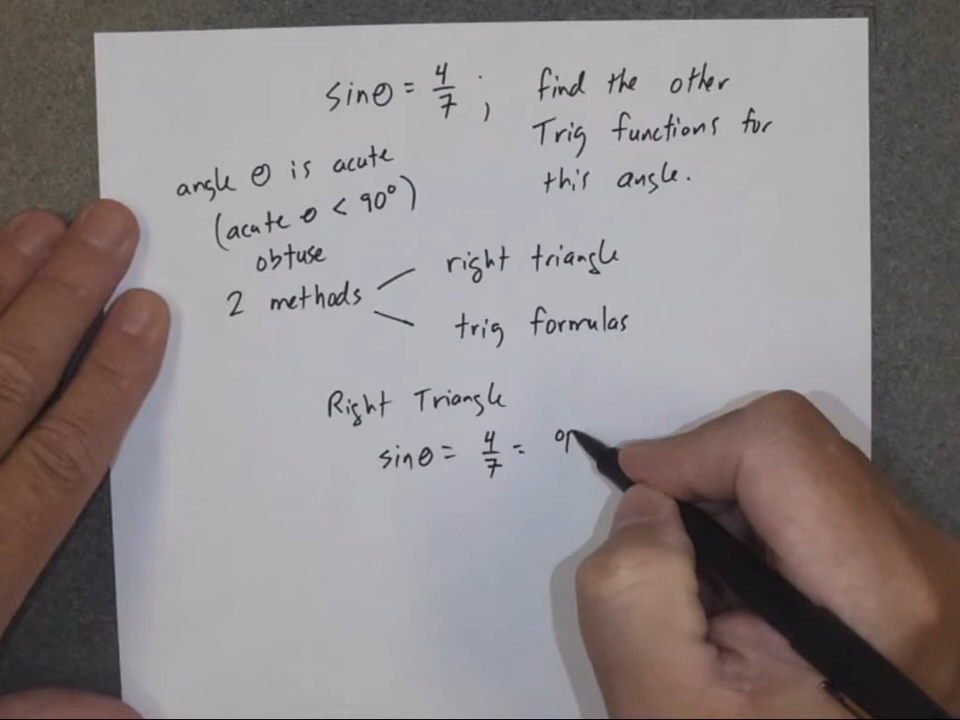 sinθ = 4/7 ; find the other
Trig functions for
this angle.
angle θ is acute
(acute θ < 90°)
obtuse
2 methods
right triangle
trig formulas
Right Triangle
sinθ = 4/7 = op